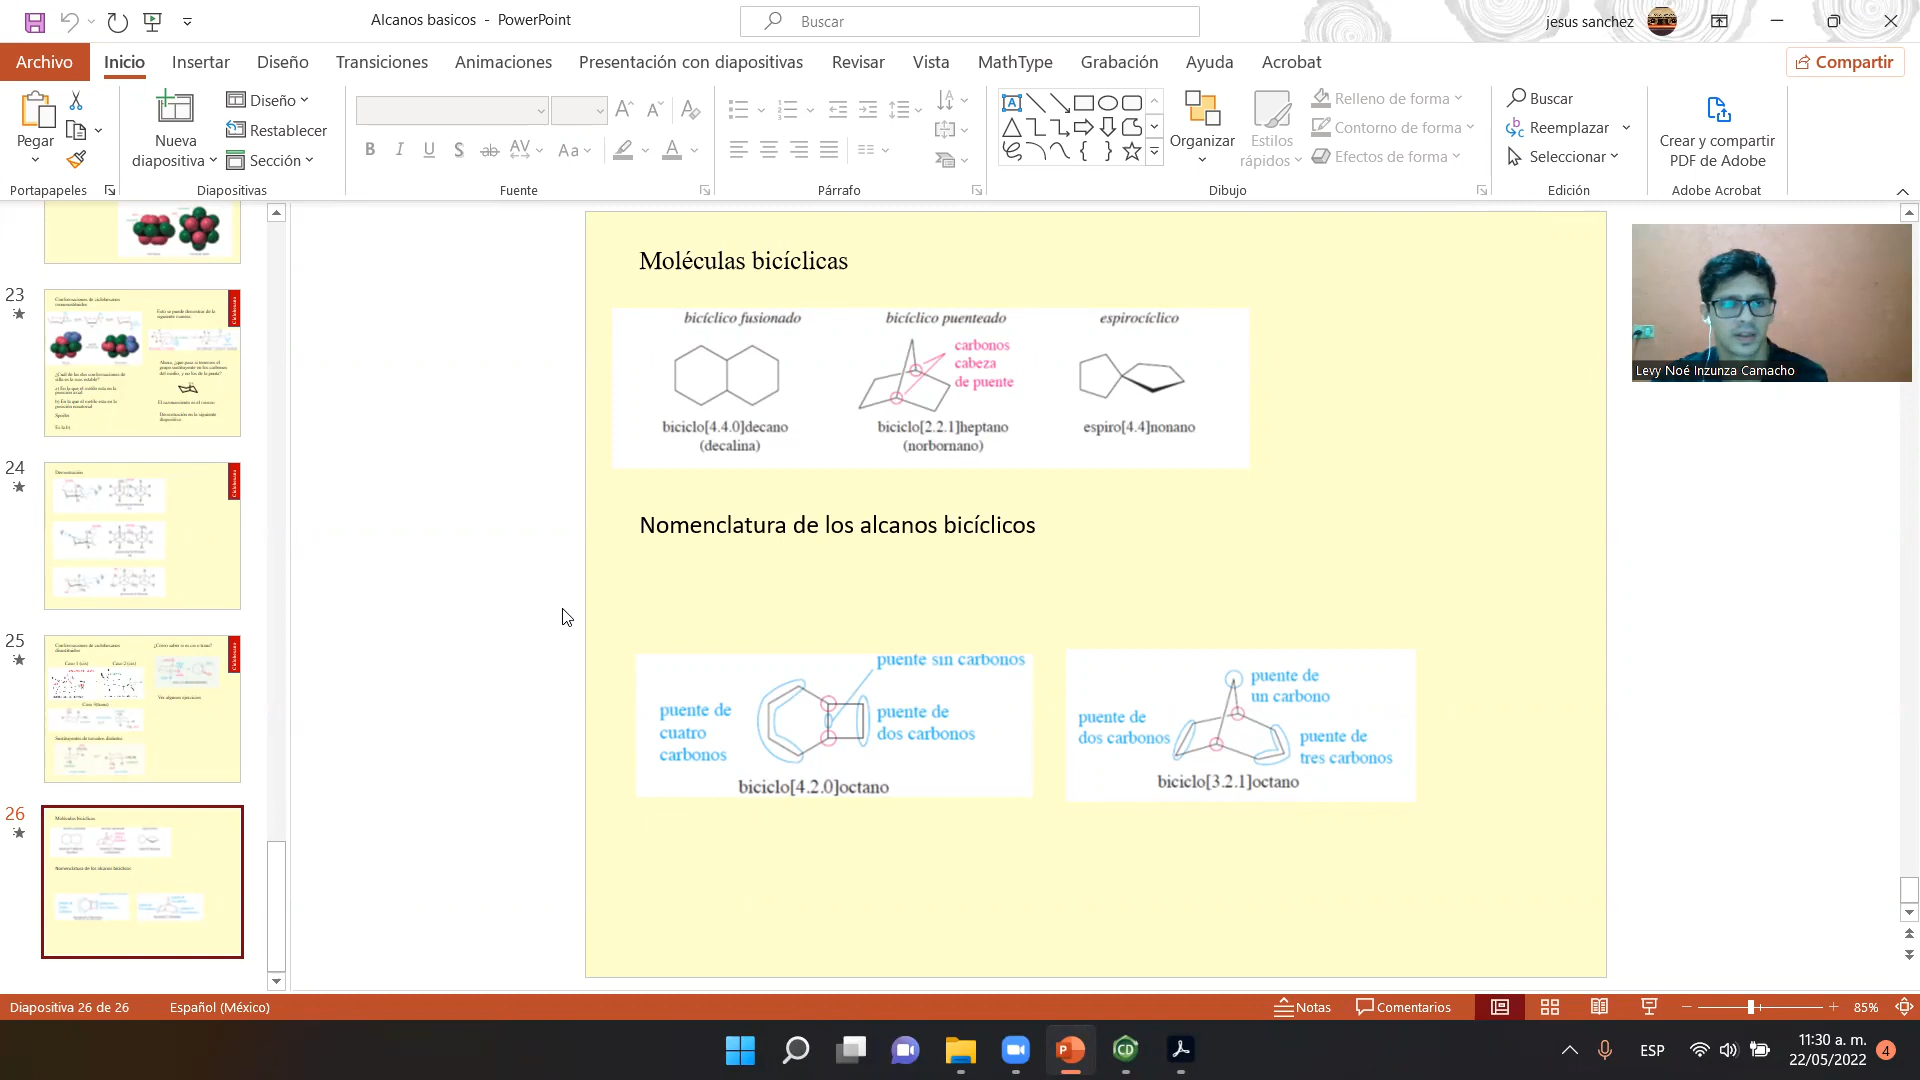 Alcanos basicos - PowerPoint
Buscar
jesus sanchez
Archivo
Inicio
Insertar
Diseño
Transiciones
Animaciones
Presentación con diapositivas
Revisar
Vista
MathType
Grabación
Ayuda
Acrobat
Compartir
Pegar
Nueva
diapositiva
Diseño
Restablecer
Sección
Organizar
Estilos
rápidos
Relleno de forma
Contorno de forma
Efectos de forma
Buscar
Reemplazar
Seleccionar
Crear y compartir
PDF de Adobe
Portapapeles
Diapositivas
Fuente
Párrafo
Dibujo
Edición
Adobe Acrobat
23
24
25
26
Moléculas bicíclicas
bicíclico fusionado
bicíclico puenteado
espirocíclico
carbonos
cabeza
de puente
biciclo[4.4.0]decano
(decalina)
biciclo[2.2.1]heptano
(norbornano)
espiro[4.4]nonano
Nomenclatura de los alcanos bicíclicos
puente sin carbonos
puente de
cuatro
carbonos
puente de
dos carbonos
biciclo[4.2.0]octano
puente de
un carbono
puente de
dos carbonos
puente de
tres carbonos
biciclo[3.2.1]octano
Levy Noé Inzunza Camacho
Diapositiva 26 de 26
Español (México)
Notas
Comentarios
85%
ESP
11:30 a. m.
22/05/2022
4